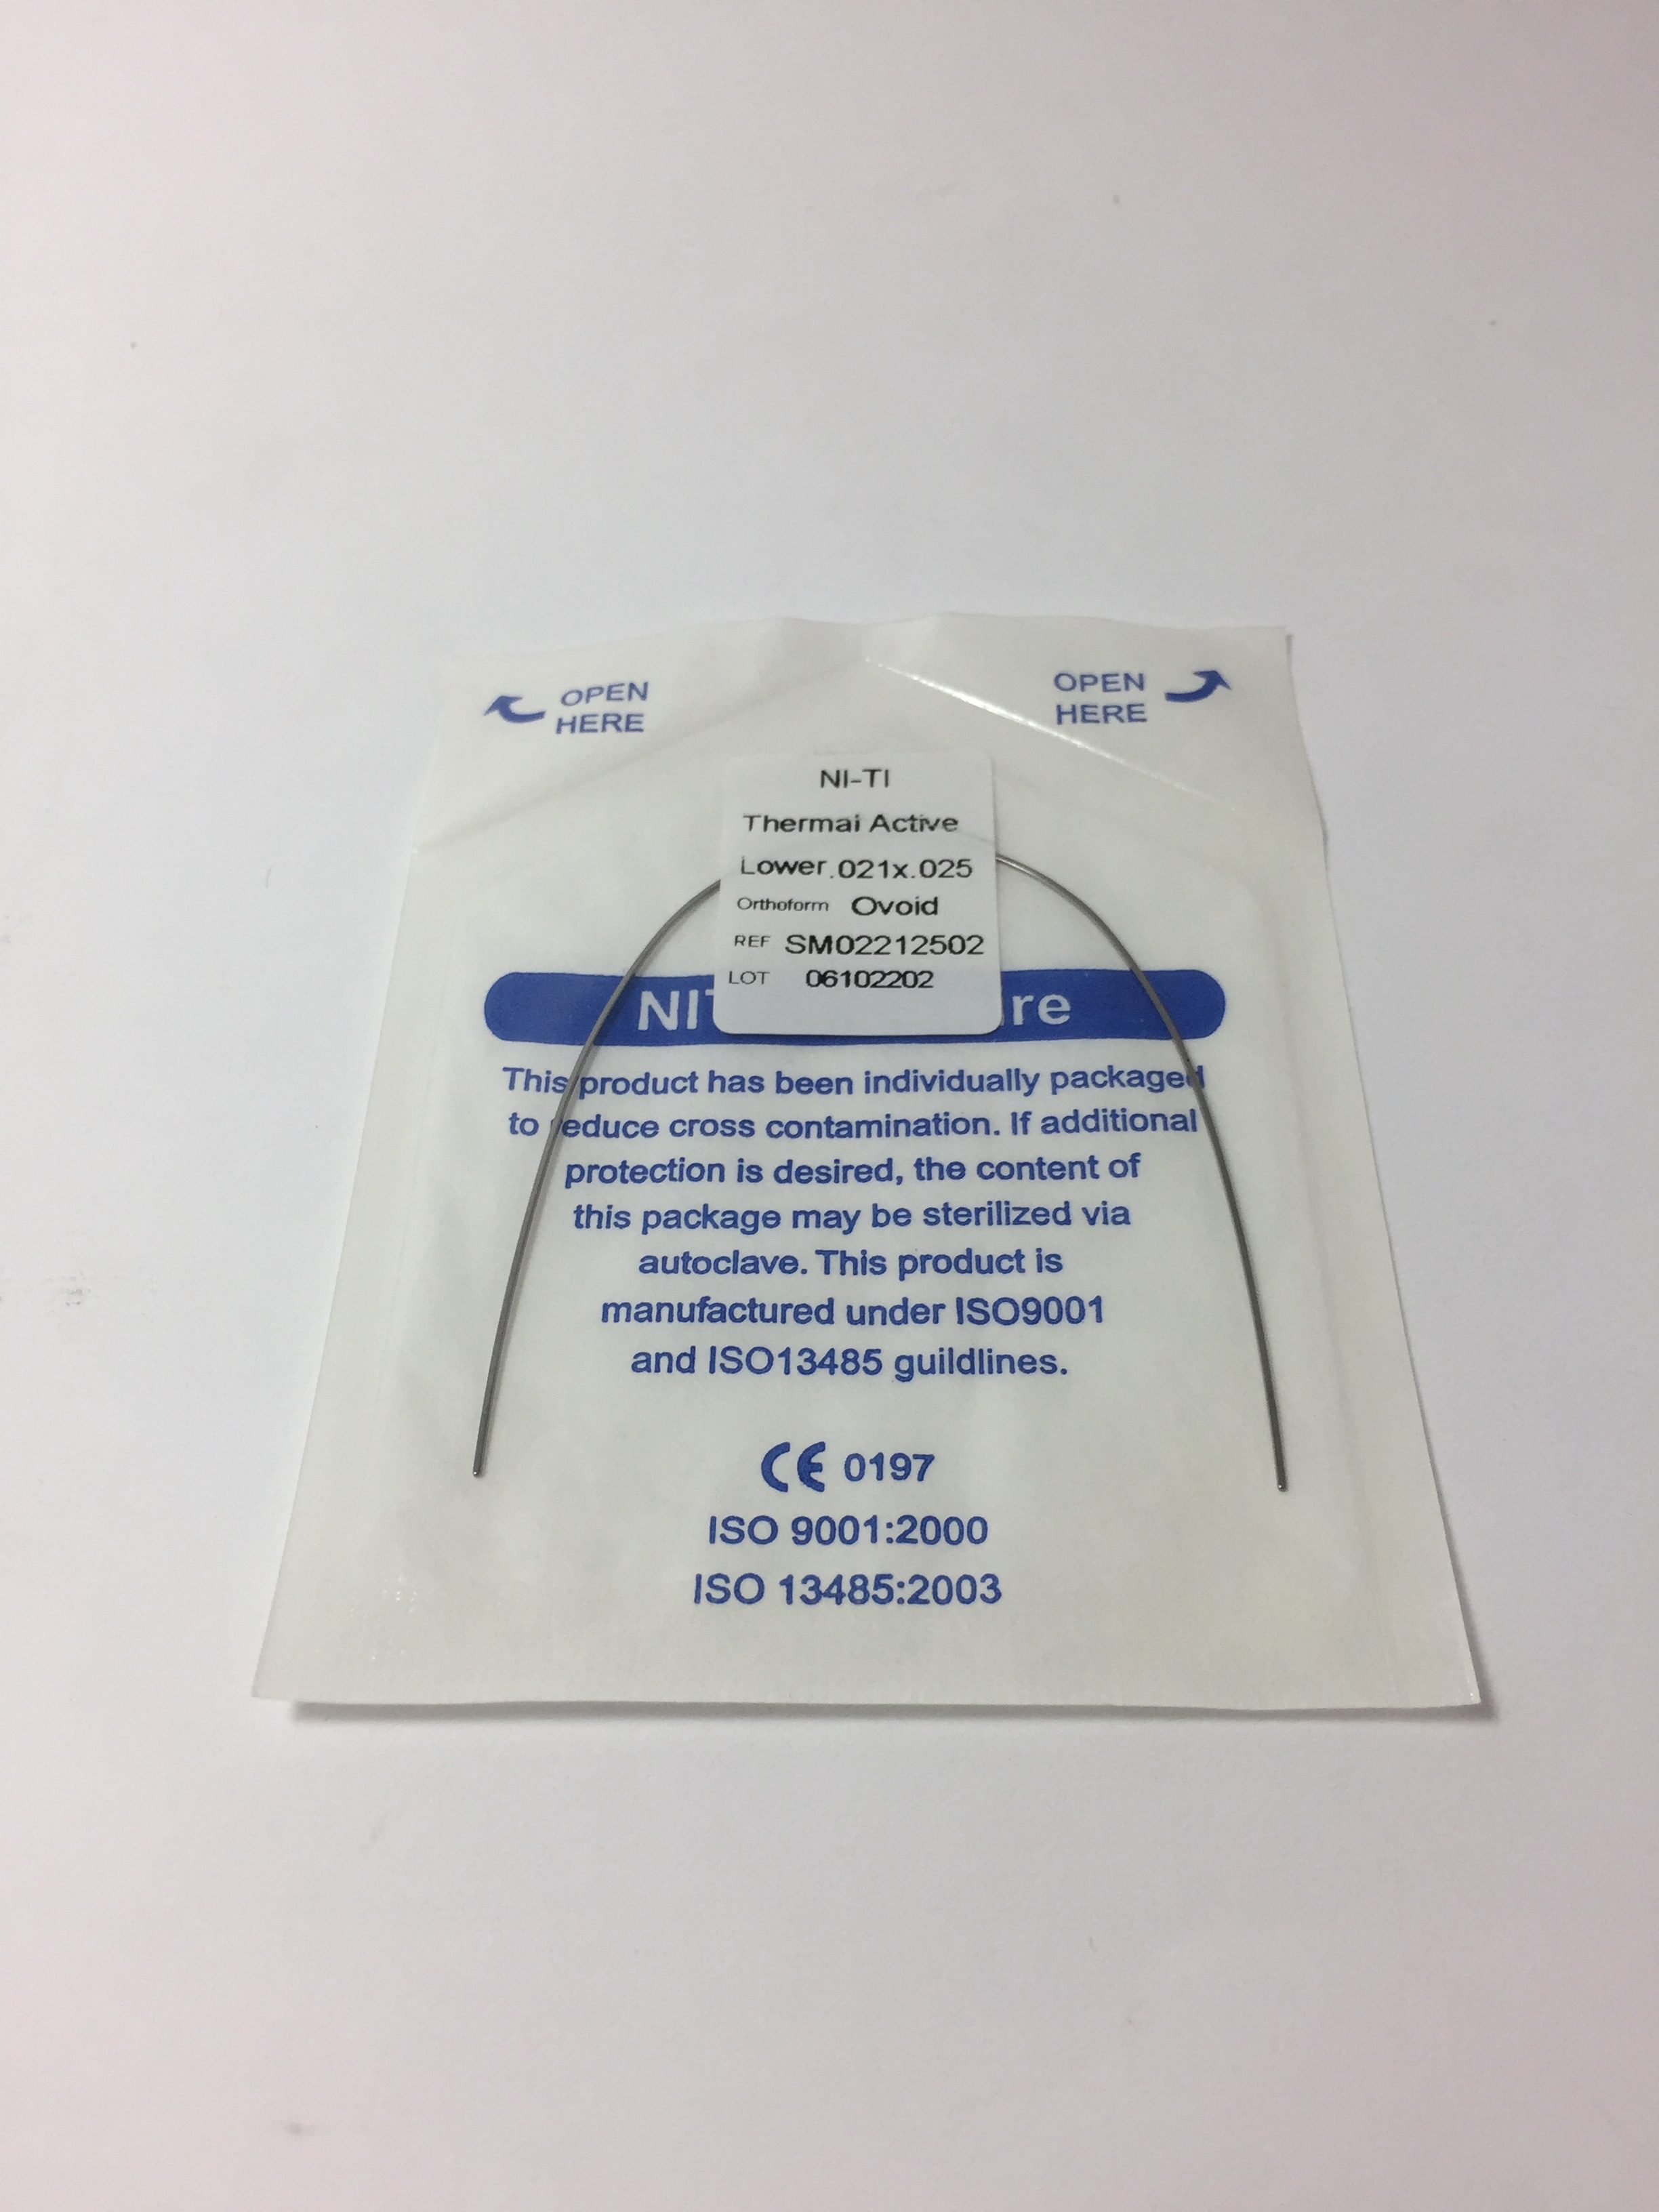 OPEN HERE
OPEN HERE
NI-TI
Thermai Active
Lower .021x.025
Orthoform Ovoid
REF SM02212502
LOT 06102202
This product has been individually packaged
to reduce cross contamination. If additional
protection is desired, the content of
this package may be sterilized via
autoclave. This product is
manufactured under ISO9001
and ISO13485 guildlines.
CE 0197
ISO 9001:2000
ISO 13485:2003